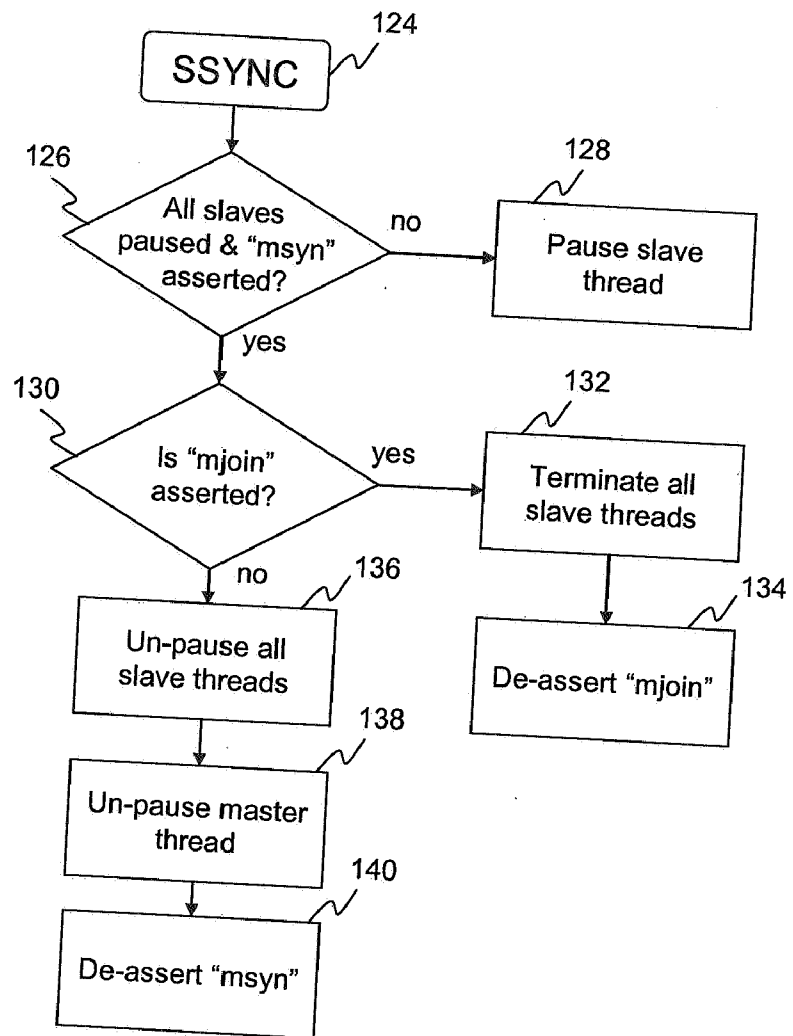 124
SSYNC
126
All slaves
paused & “msyn”
asserted?
no
128
Pause slave
thread
yes
130
Is “mjoin”
asserted?
yes
132
Terminate all
slave threads
no
136
Un-pause all
slave threads
134
De-assert “mjoin”
138
Un-pause master
thread
140
De-assert “msyn”